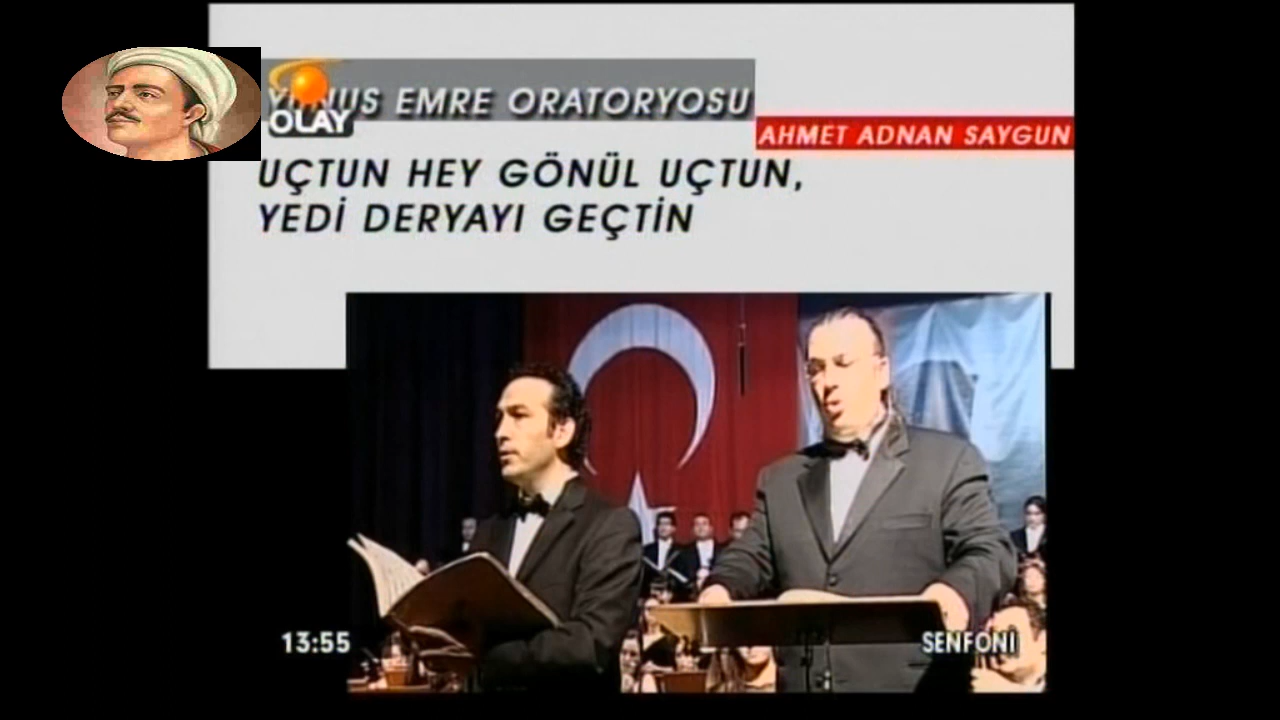 YUNUS EMRE ORATORYOSU
OLAY
AHMET ADNAN SAYGUN
UÇTUN HEY GÖNÜL UÇTUN,
YEDİ DERYAYI GEÇTİN
13:55
SENFONI